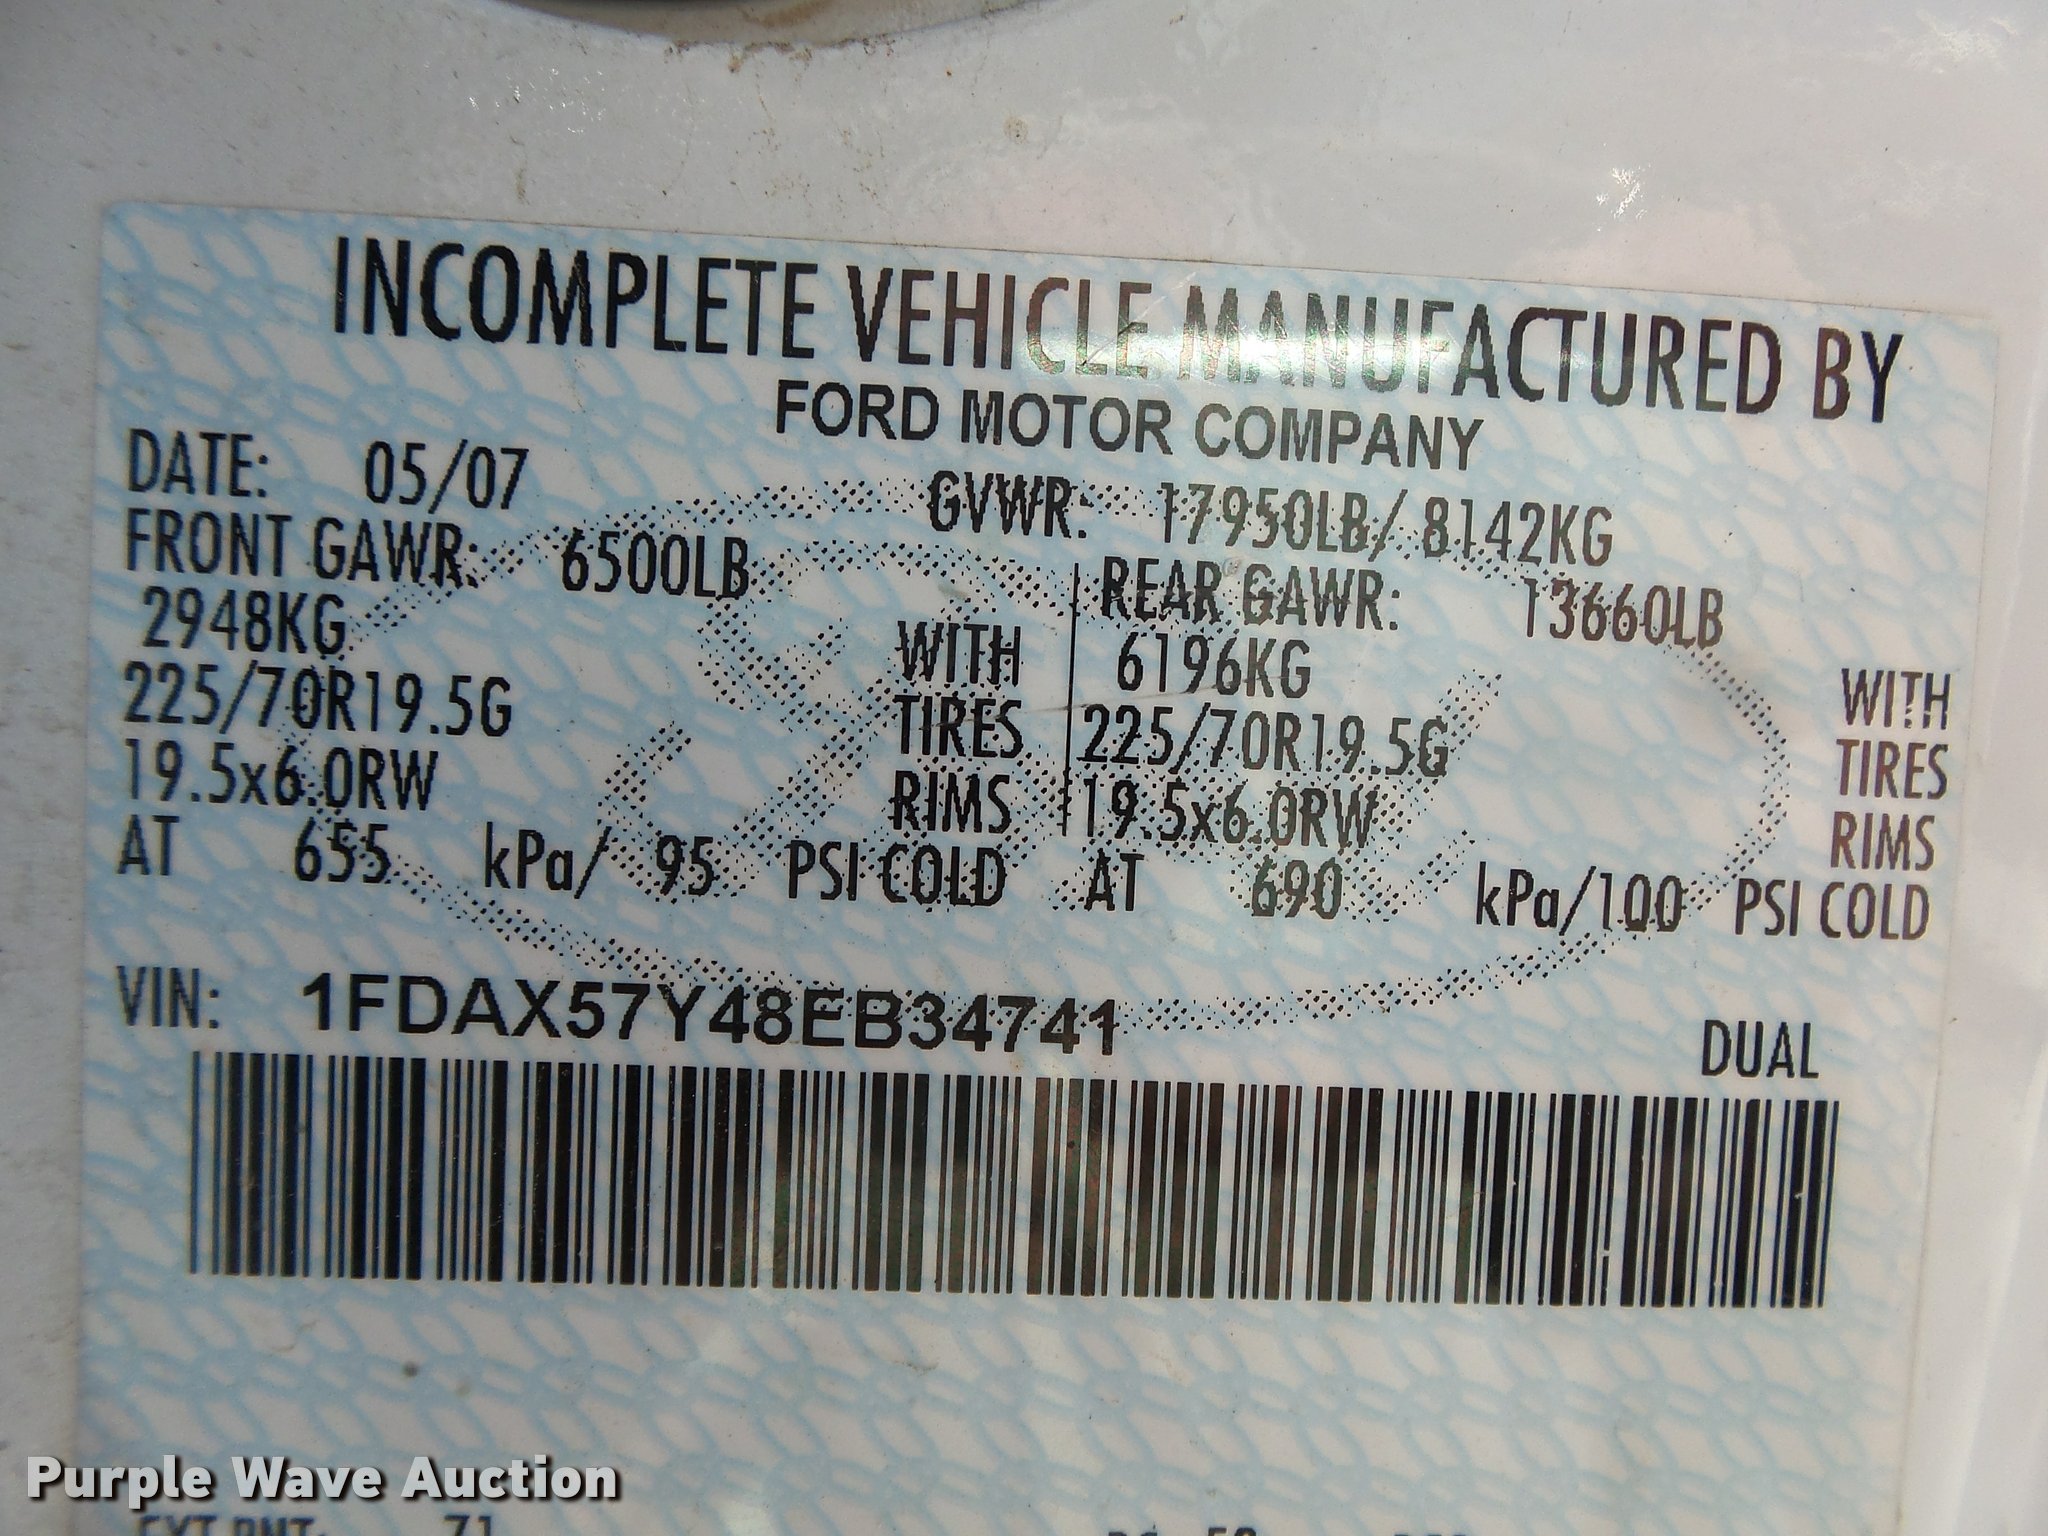 INCOMPLETE VEHICLE MANUFACTURED BY
FORD MOTOR COMPANY
DATE: 05/07 GVWR: 17950LB/ 8142KG
FRONT GAWR: 6500LB REAR GAWR: 13660LB
2948KG WITH 6196KG WITH
225/70R19.5G TIRES 225/70R19.5G TIRES
19.5x6.0RW RIMS 19.5x6.0RW RIMS
AT 655 kPa/ 95 PSI COLD AT 690 kPa/100 PSI COLD
VIN: 1FDAX57Y48EB34741
DUAL
Purple Wave Auction
EXT PNT: 71